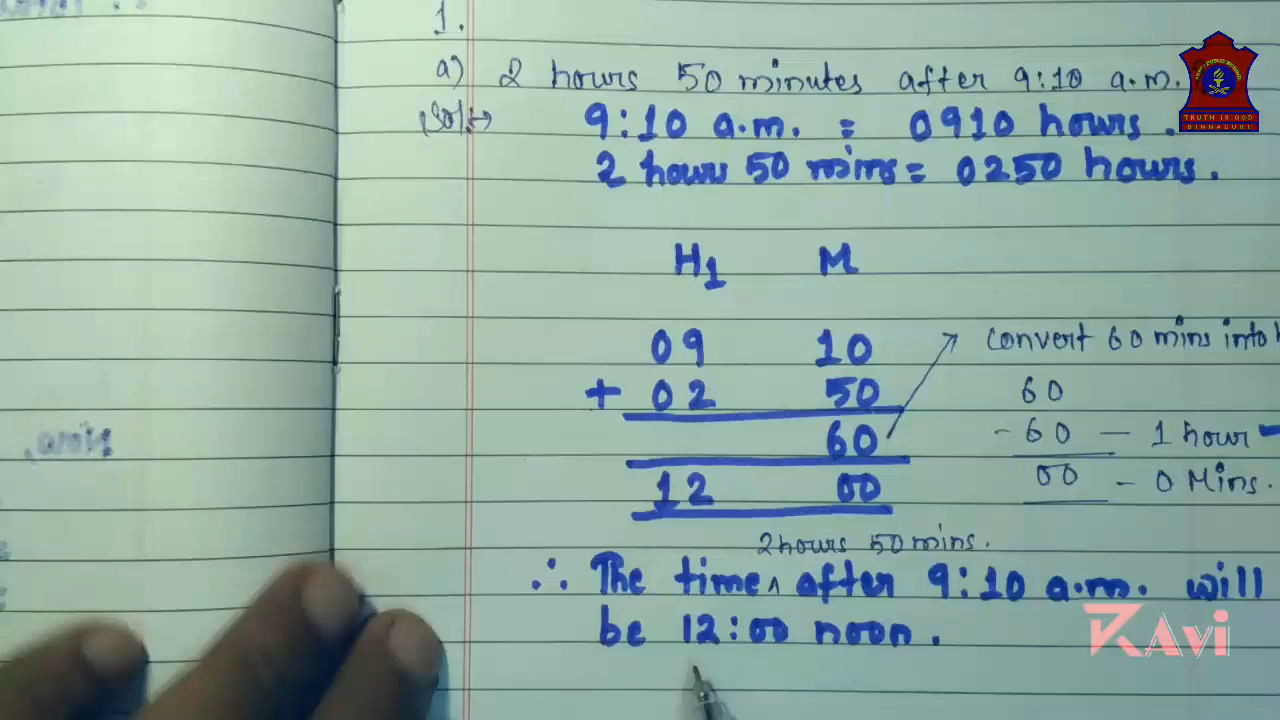 1.
a) 2 hours 50 minutes after 9:10 a.m.
9:10 a.m. = 0910 hours.
2 hours 50 mins = 0250 hours.
H1 M
09 10
+ 02 50
60
12 00
convert 60 mins into
60
- 60 — 1 hour
00 - 0 Mins.
2 hours 50 mins.
∴ The time ^ after 9:10 a.m. will
be 12:00 noon.
TRUTH IS GOD
BINNAGURI
RAvi